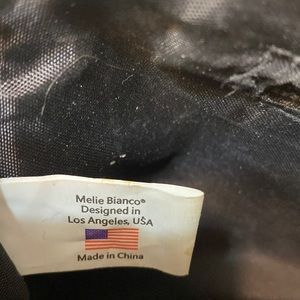 Melie Bianco®
Designed in
Los Angeles, USA
Made in China